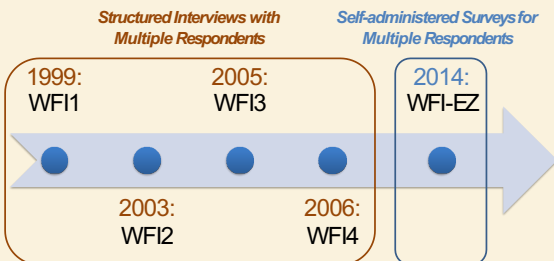 Structured Interviews with
Multiple Respondents
Self-administered Surveys for
Multiple Respondents
1999:
WFI1
2005:
WFI3
2014:
WFI-EZ
2003:
WFI2
2006:
WFI4